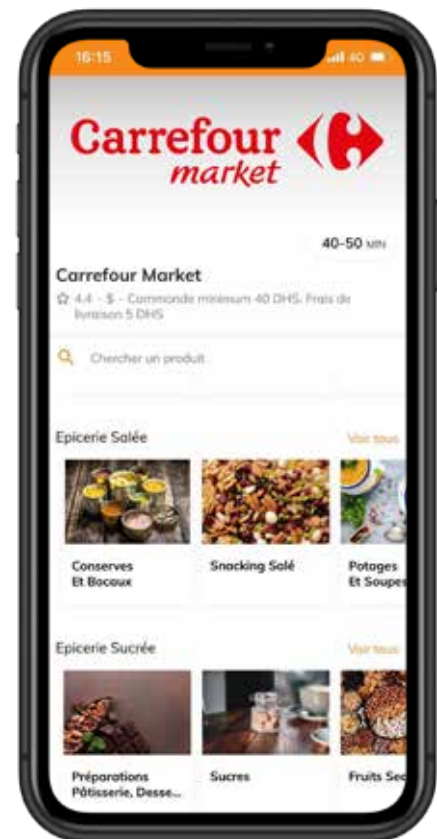 16:15
4G
Carrefour
market
40-50 MIN
Carrefour Market
4.4 - $ - Commande minimum 40 DHS. Frais de
livraison 5 DHS
Chercher un produit
Epicerie Salée
Voir tous
Conserves
Et Bocaux
Snacking Salé
Potages
Et Soupes
Epicerie Sucrée
Voir tous
Préparations
Pâtisserie, Desse...
Sucres
Fruits Sec